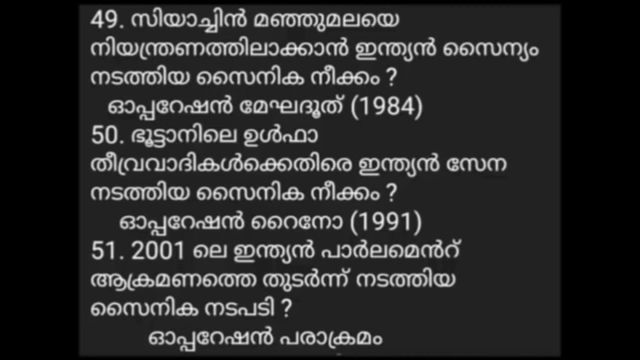 49. സിയാച്ചിൻ മഞ്ഞുമലയെ
നിയന്ത്രണത്തിലാക്കാൻ ഇന്ത്യൻ സൈന്യം
നടത്തിയ സൈനിക നീക്കം ?
ഓപ്പറേഷൻ മേഘദൂത് (1984)
50. ഭൂട്ടാനിലെ ഉൾഫാ
തീവ്രവാദികൾക്കെതിരെ ഇന്ത്യൻ സേന
നടത്തിയ സൈനിക നീക്കം ?
ഓപ്പറേഷൻ റൈനോ (1991)
51. 2001 ലെ ഇന്ത്യൻ പാർലമെൻറ്
ആക്രമണത്തെ തുടർന്ന് നടത്തിയ
സൈനിക നടപടി ?
ഓപ്പറേഷൻ പരാക്രമം